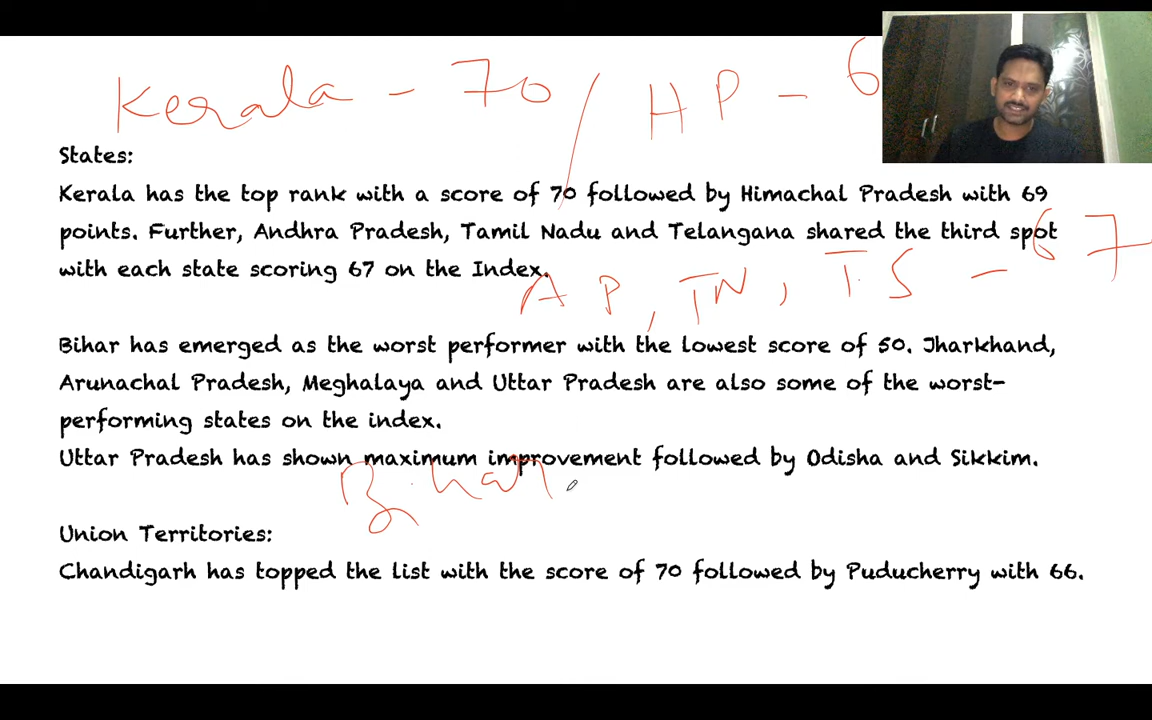 Kerala - 70 / HP - 6
States:
Kerala has the top rank with a score of 70 followed by Himachal Pradesh with 69
points. Further, Andhra Pradesh, Tamil Nadu and Telangana shared the third spot
with each state scoring 67 on the Index.
AP, TN, TS - 67
Bihar has emerged as the worst performer with the lowest score of 50. Jharkhand,
Arunachal Pradesh, Meghalaya and Uttar Pradesh are also some of the worst-
performing states on the index.
Uttar Pradesh has shown maximum improvement followed by Odisha and Sikkim.
Bihar
Union Territories:
Chandigarh has topped the list with the score of 70 followed by Puducherry with 66.